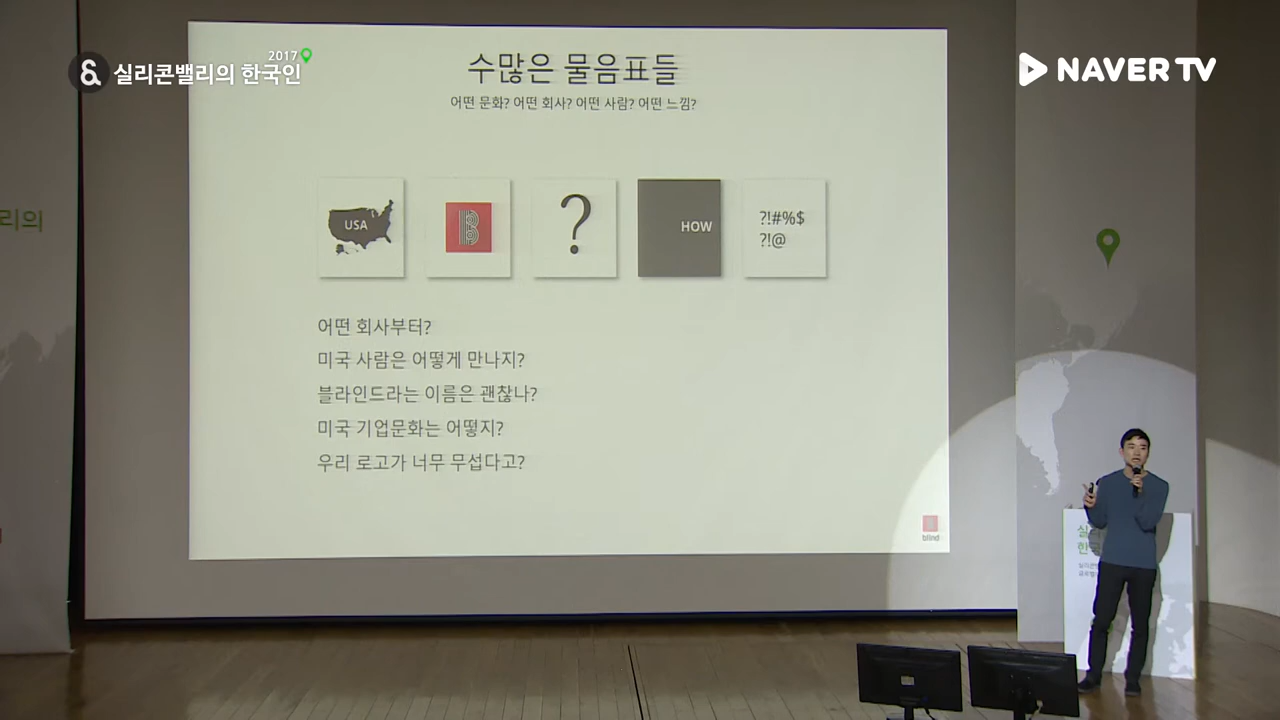 2017
& 실리콘밸리의 한국인
NAVER TV
수많은 물음표들
어떤 문화? 어떤 회사? 어떤 사람? 어떤 느낌?
USA
B
?
HOW
?!#%$
?!@
어떤 회사부터?
미국 사람은 어떻게 만나지?
블라인드라는 이름은 괜찮나?
미국 기업문화는 어떻지?
우리 로고가 너무 무섭다고?
blind
리의
실리
한국